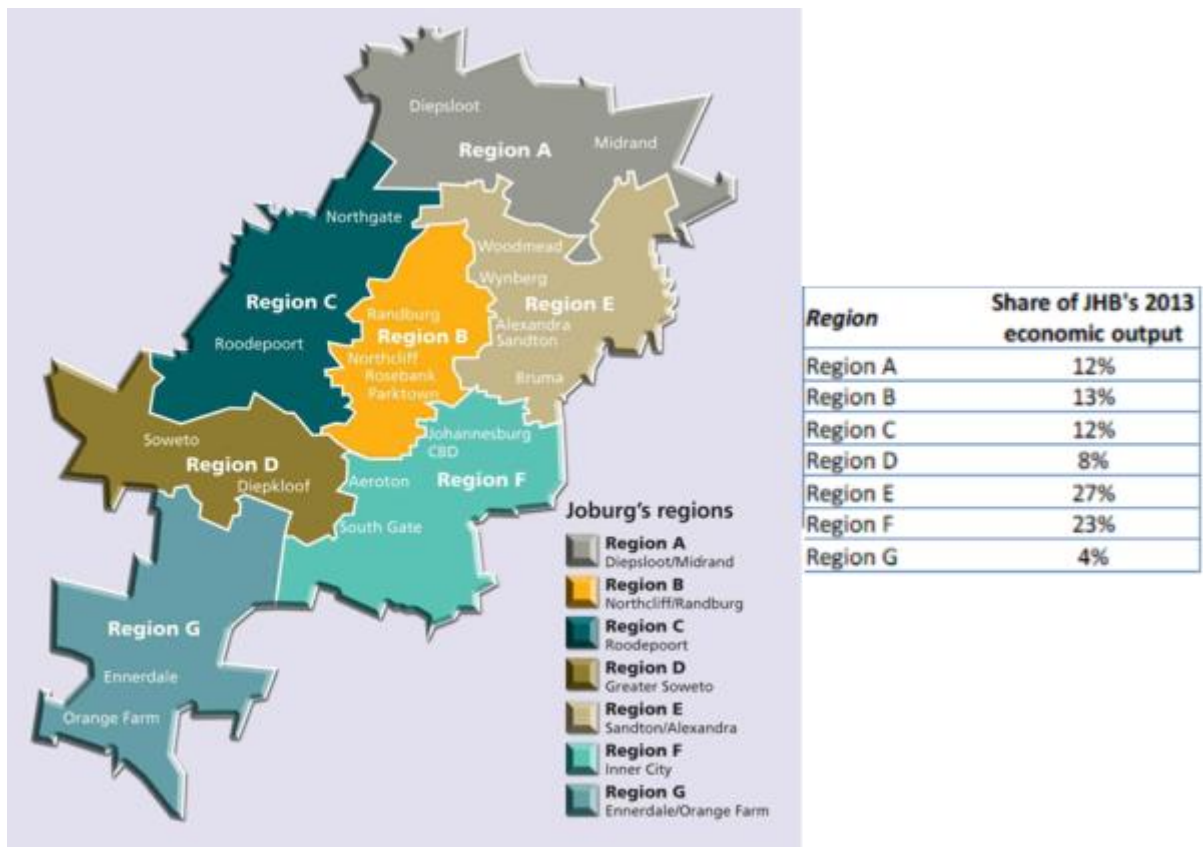 Diepsloot
Midrand
Region A
Northgate
Woodmead
Wynberg
Region C
Region E
Randburg
Alexandra
Region B
Sandton
Roodepoort
Northcliff
Rosebank
Bruma
Parktown
Johannesburg
CBD
Soweto
Region D
Diepkloof
Aeroton
Region F
South Gate
Region G
Ennerdale
Orange Farm
Joburg's regions
Region A
Diepsloot/Midrand
Region B
Northcliff/Randburg
Region C
Roodepoort
Region D
Greater Soweto
Region E
Sandton/Alexandra
Region F
Inner City
Region G
Ennerdale/Orange Farm
Region Share of JHB's 2013
economic output
Region A 12%
Region B 13%
Region C 12%
Region D 8%
Region E 27%
Region F 23%
Region G 4%